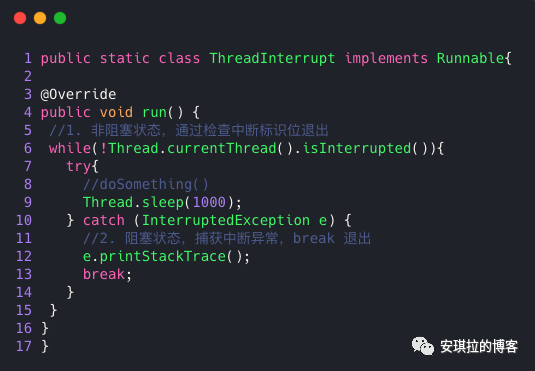 1 public static class ThreadInterrupt implements Runnable{
2
3 @Override
4 public void run() {
5 //1. 非阻塞状态，通过检查中断标识位退出
6 while(!Thread.currentThread().isInterrupted()){
7 try{
8 //doSomething()
9 Thread.sleep(1000);
10 } catch (InterruptedException e) {
11 //2. 阻塞状态，捕获中断异常，break 退出
12 e.printStackTrace();
13 break;
14 }
15 }
16 }
17 }
安琪拉的博客